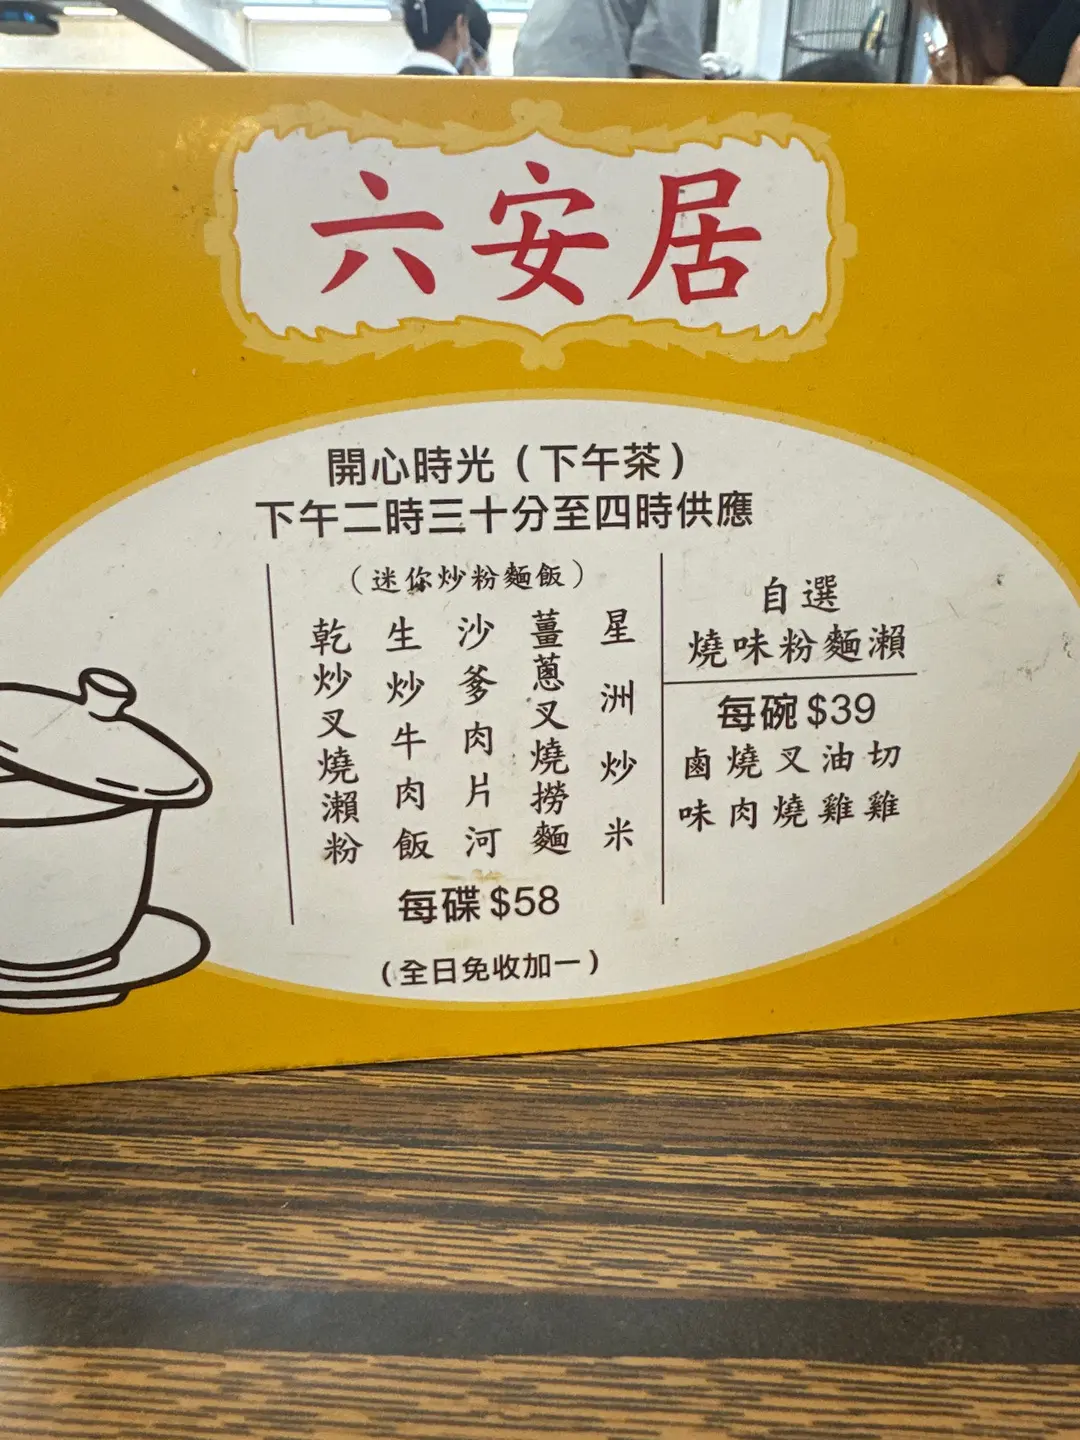 六安居
開心時光（下午茶）
下午二時三十分至四時供應
（迷你炒粉麵飯）
星洲炒米
薑蔥叉燒撈麵
沙爹肉片河
生炒牛肉飯
乾炒叉燒瀨粉
每碟 $58
自選
燒味粉麵瀨
每碗 $39
切雞
油雞
叉燒
燒肉
鹵味
（全日免收加一）